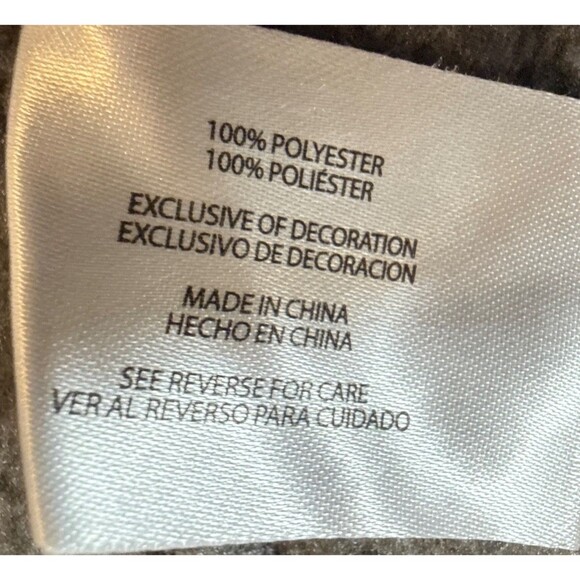 100% POLYESTER
100% POLIÉSTER
EXCLUSIVE OF DECORATION
EXCLUSIVO DE DECORACION
MADE IN CHINA
HECHO EN CHINA
SEE REVERSE FOR CARE
VER AL REVERSO PARA CUIDADO